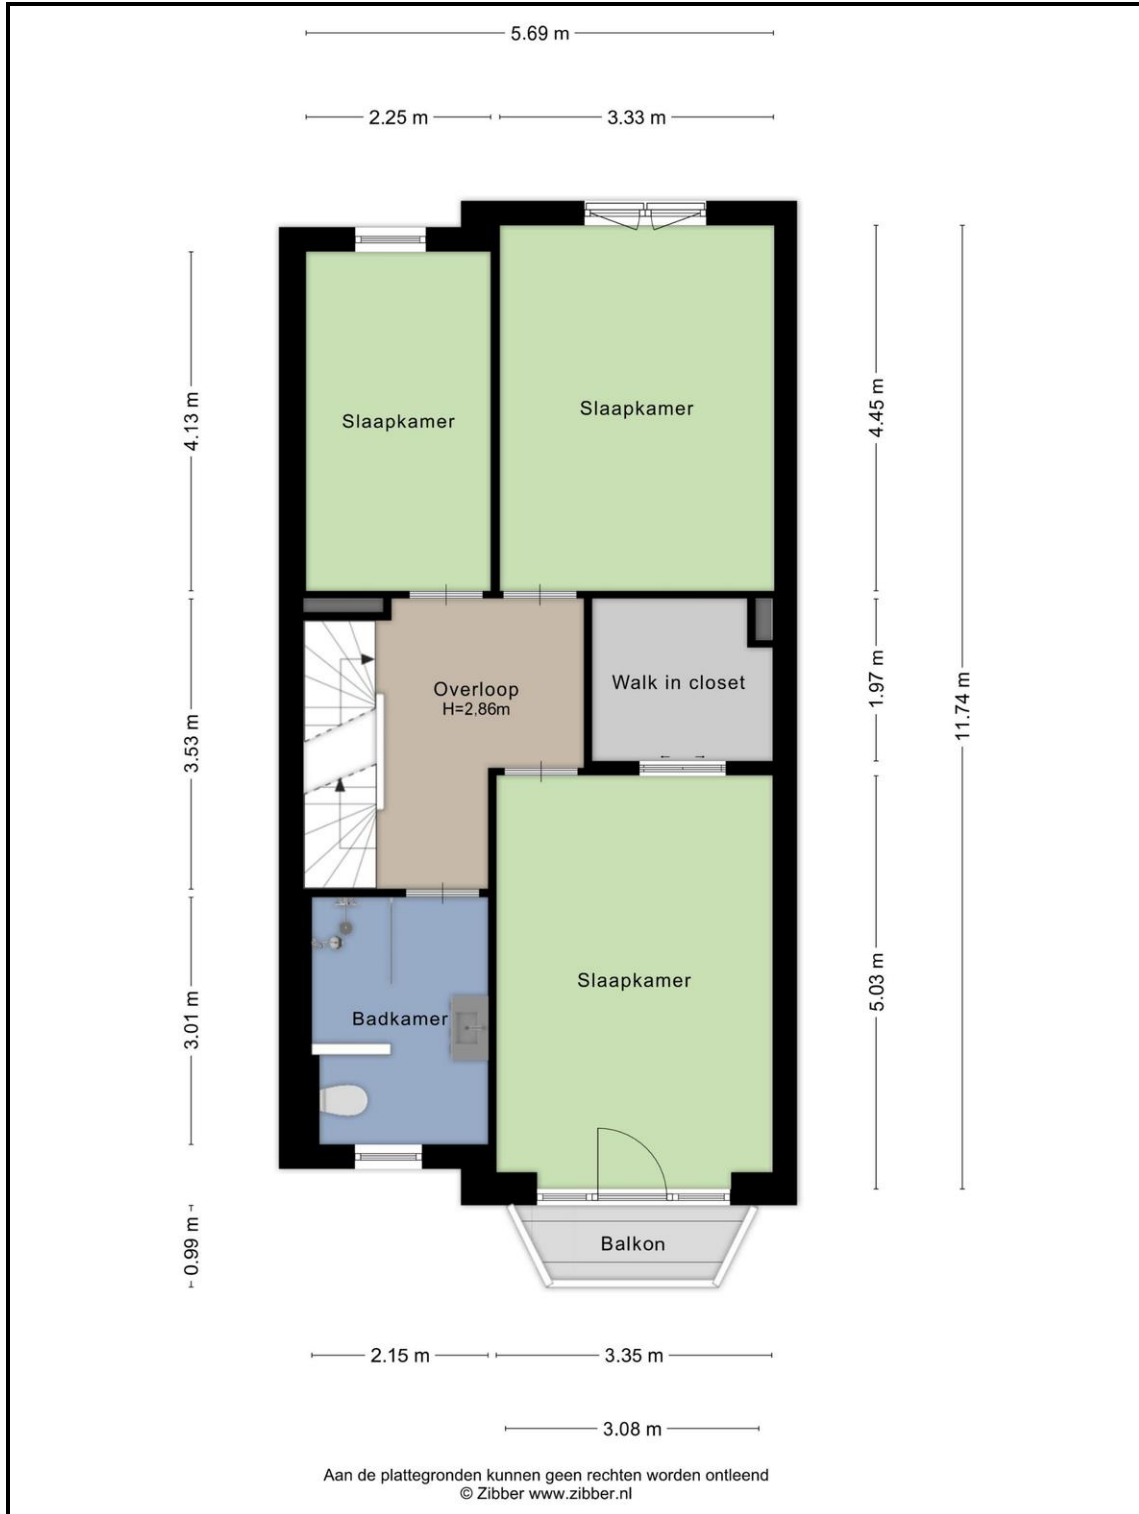 5.69 m
2.25 m
3.33 m
4.13 m
Slaapkamer
Slaapkamer
4.45 m
3.53 m
Overloop
H=2,86m
Walk in closet
1.97 m
11.74 m
3.01 m
Badkamer
Slaapkamer
5.03 m
0.99 m
Balkon
2.15 m
3.35 m
3.08 m
Aan de plattegronden kunnen geen rechten worden ontleend
© Zibber www.zibber.nl